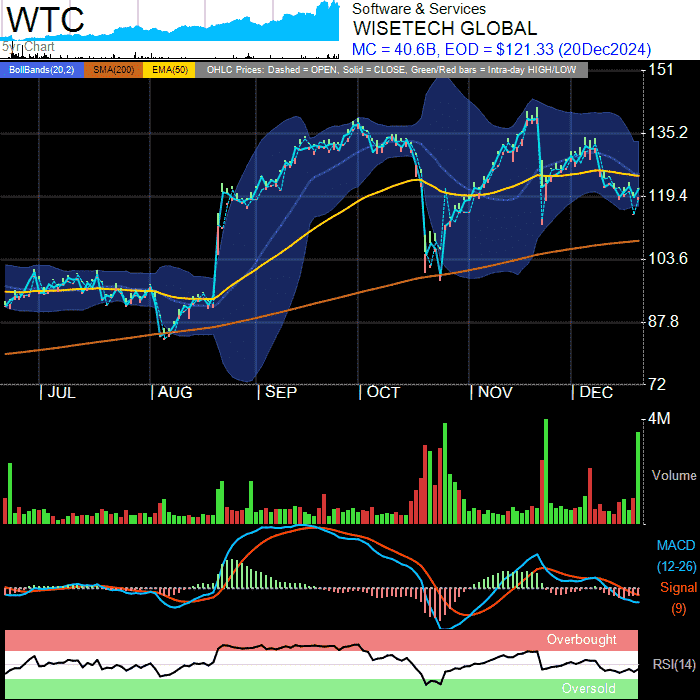 WTC
5yr Chart
Software & Services
WISETECH GLOBAL
MC = 40.6B, EOD = $121.33 (20Dec2024)
BollBands(20,2) SMA(200) EMA(50) OHLC Prices: Dashed = OPEN, Solid = CLOSE, Green/Red bars = Intra-day HIGH/LOW
151
135.2
119.4
103.6
87.8
72
JUL AUG SEP OCT NOV DEC
4M
Volume
MACD
(12-26)
Signal
(9)
Overbought
RSI(14)
Oversold